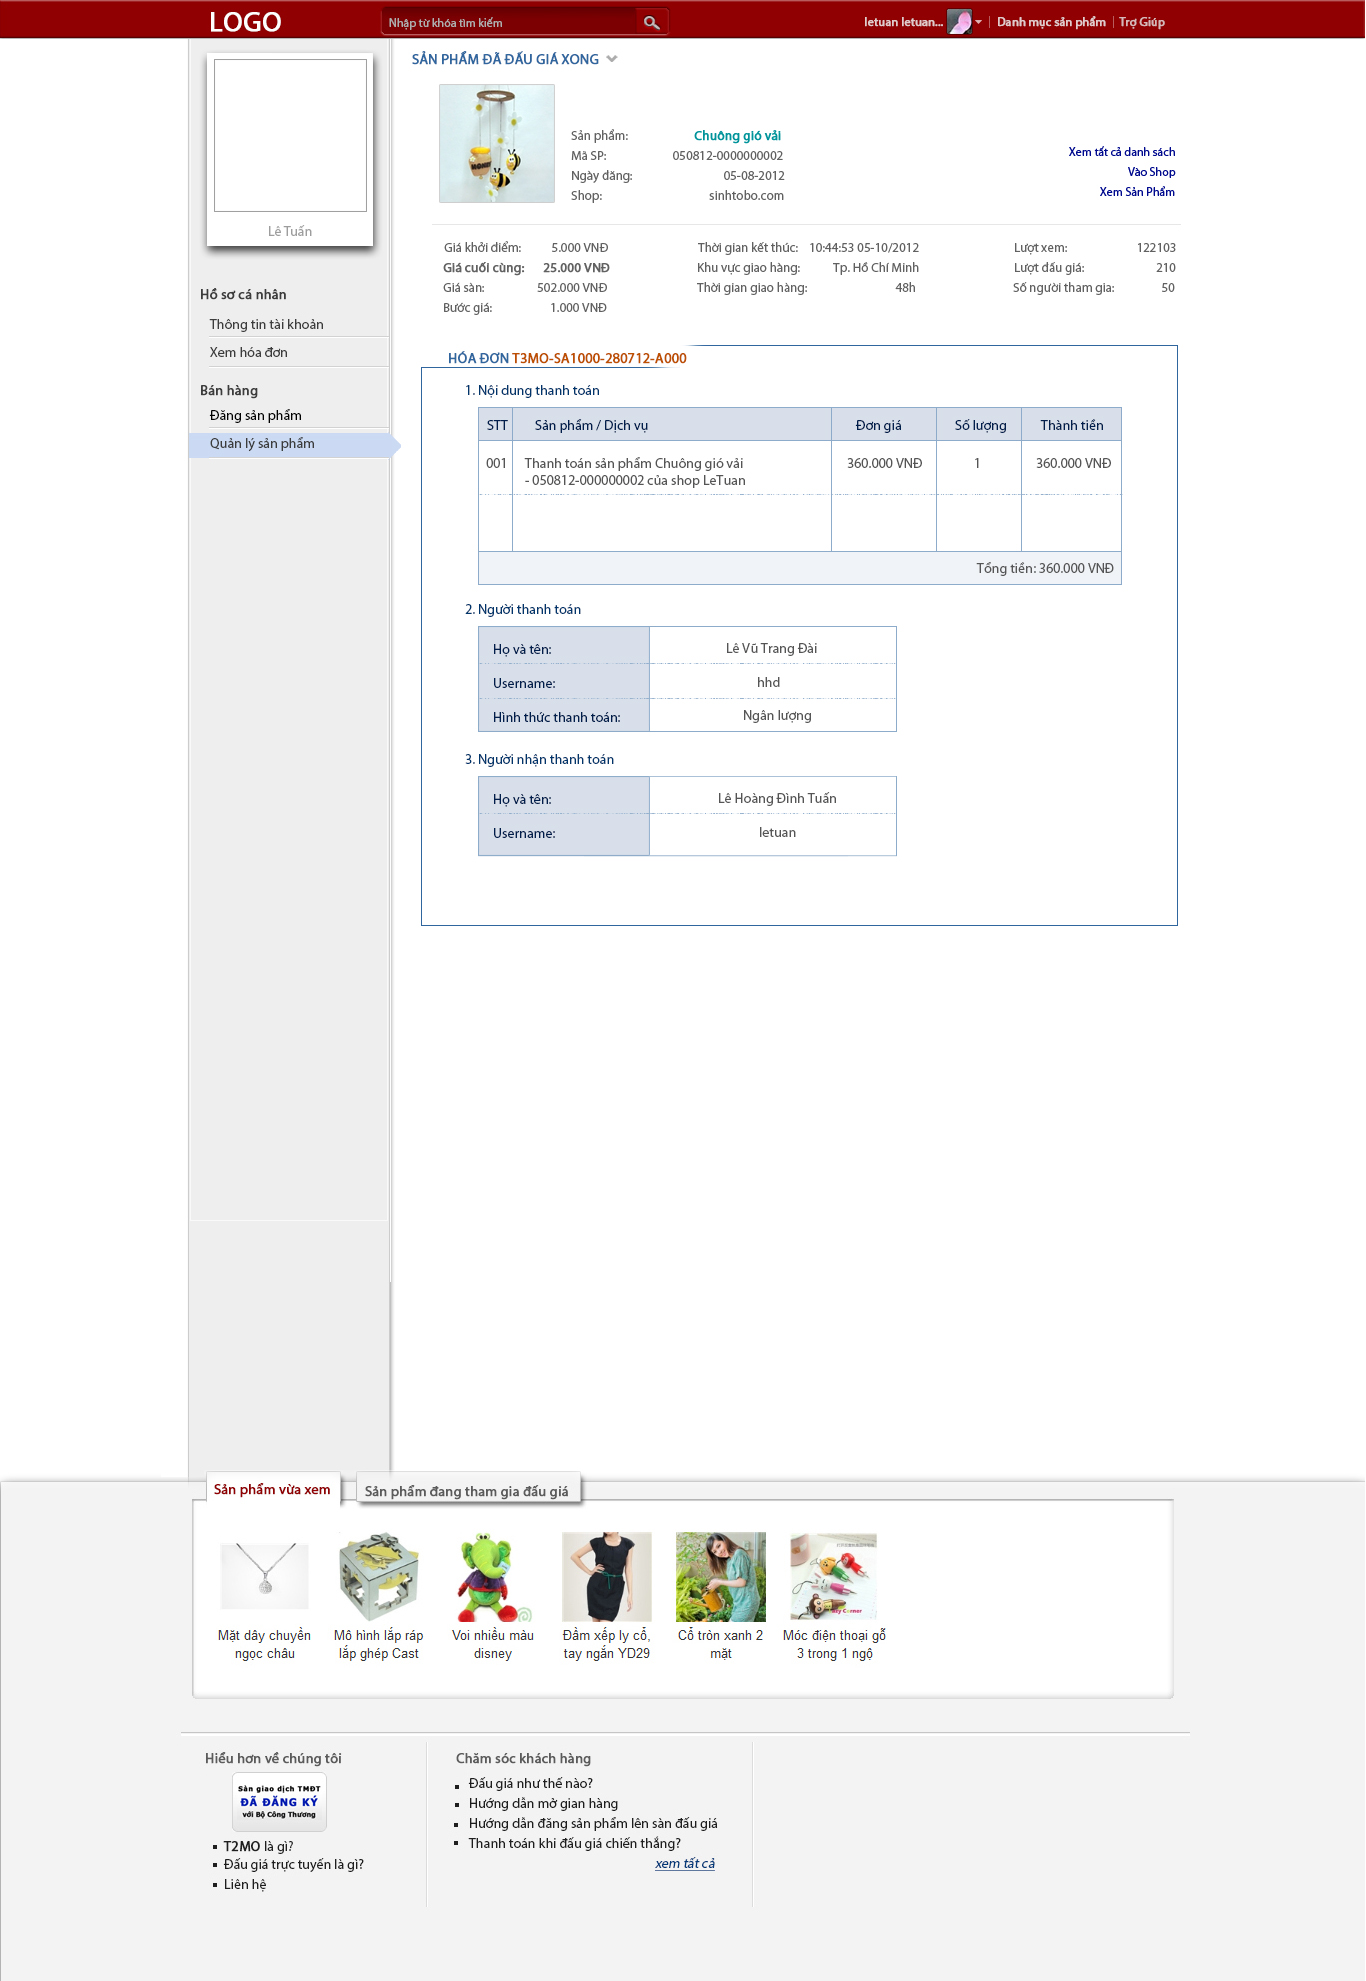 LOGO
Nhập từ khóa tìm kiếm
letuan letuan...
Danh mục sản phẩm
Trợ Giúp
SẢN PHẨM ĐÃ ĐẤU GIÁ XONG
Lê Tuấn
Hồ sơ cá nhân
Thông tin tài khoản
Xem hóa đơn
Bán hàng
Đăng sản phẩm
Quản lý sản phẩm
Sản phẩm: Chuông gió vải
Mã SP: 050812-0000000002
Ngày đăng: 05-08-2012
Shop: sinhtobo.com
Xem tất cả danh sách
Vào Shop
Xem Sản Phẩm
Giá khởi điểm: 5.000 VNĐ
Giá cuối cùng: 25.000 VNĐ
Giá sàn: 502.000 VNĐ
Bước giá: 1.000 VNĐ
Thời gian kết thúc: 10:44:53 05-10/2012
Khu vực giao hàng: Tp. Hồ Chí Minh
Thời gian giao hàng: 48h
Lượt xem: 122103
Lượt đấu giá: 210
Số người tham gia: 50
HÓA ĐƠN T3MO-SA1000-280712-A000
1. Nội dung thanh toán
STT Sản phẩm / Dịch vụ Đơn giá Số lượng Thành tiền
001 Thanh toán sản phẩm Chuông gió vải 360.000 VNĐ 1 360.000 VNĐ
- 050812-000000002 của shop LeTuan
Tổng tiền: 360.000 VNĐ
2. Người thanh toán
Họ và tên: Lê Vũ Trang Đài
Username: hhd
Hình thức thanh toán: Ngân lượng
3. Người nhận thanh toán
Họ và tên: Lê Hoàng Đình Tuấn
Username: letuan
Sản phẩm vừa xem
Sản phẩm đang tham gia đấu giá
Mặt dây chuyền
ngọc châu
Mô hình lắp ráp
lắp ghép Cast
Voi nhiều màu
disney
Đầm xếp ly cổ,
tay ngắn YD29
Cổ tròn xanh 2
mặt
Móc điện thoại gỗ
3 trong 1 ngộ
Hiểu hơn về chúng tôi
Sàn giao dịch TMĐT
ĐÃ ĐĂNG KÝ
với Bộ Công Thương
T2MO là gì?
Đấu giá trực tuyến là gì?
Liên hệ
Chăm sóc khách hàng
Đấu giá như thế nào?
Hướng dẫn mở gian hàng
Hướng dẫn đăng sản phẩm lên sàn đấu giá
Thanh toán khi đấu giá chiến thắng?
xem tất cả